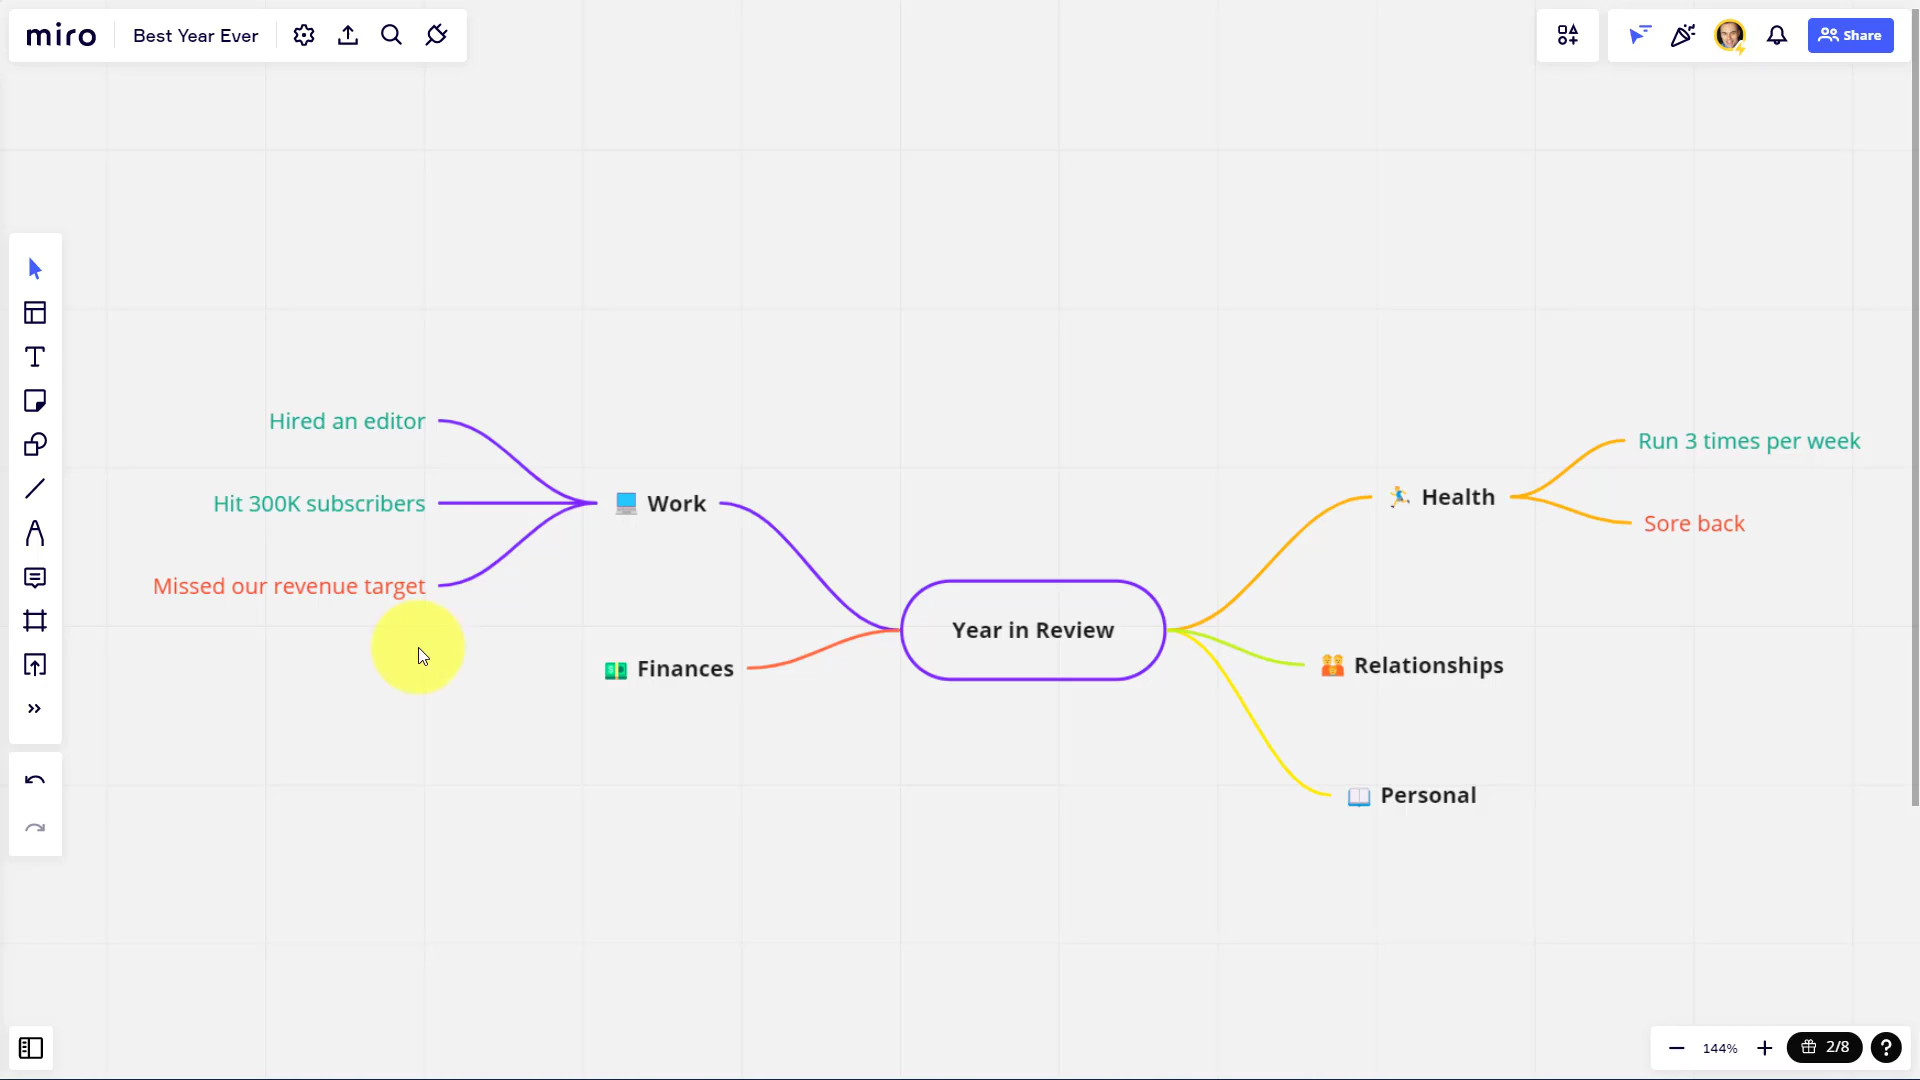 miro
Best Year Ever
Share
Hired an editor
Hit 300K subscribers
Missed our revenue target
Work
Finances
Year in Review
Health
Run 3 times per week
Sore back
Relationships
Personal
144%
2/8
?